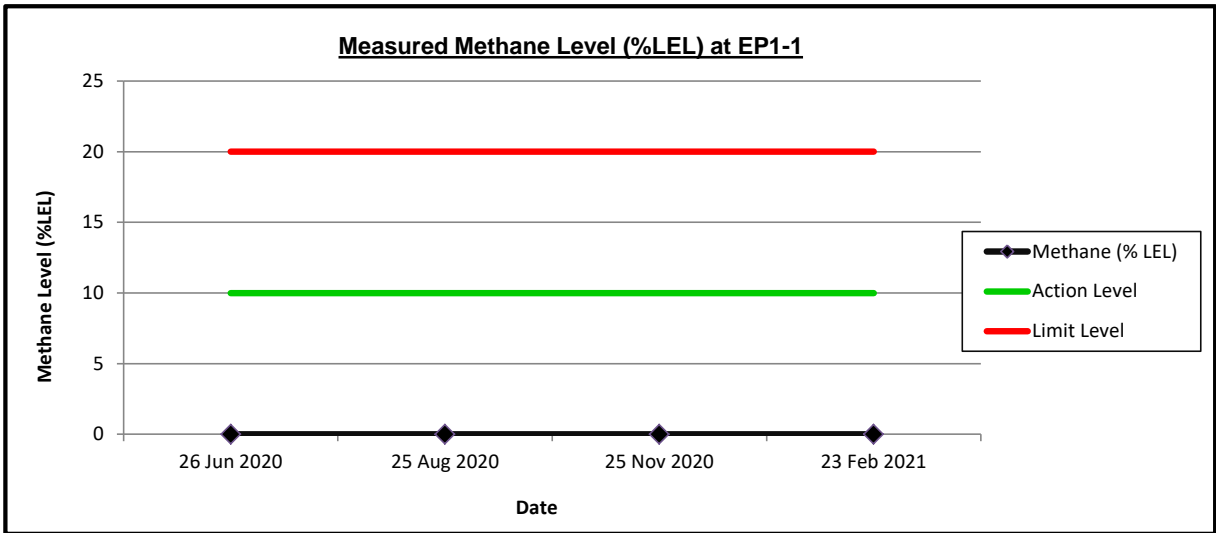 Measured Methane Level (%LEL) at EP1-1
25
20
15
10
5
0
Methane Level (%LEL)
26 Jun 2020
25 Aug 2020
25 Nov 2020
23 Feb 2021
Date
Methane (% LEL)
Action Level
Limit Level